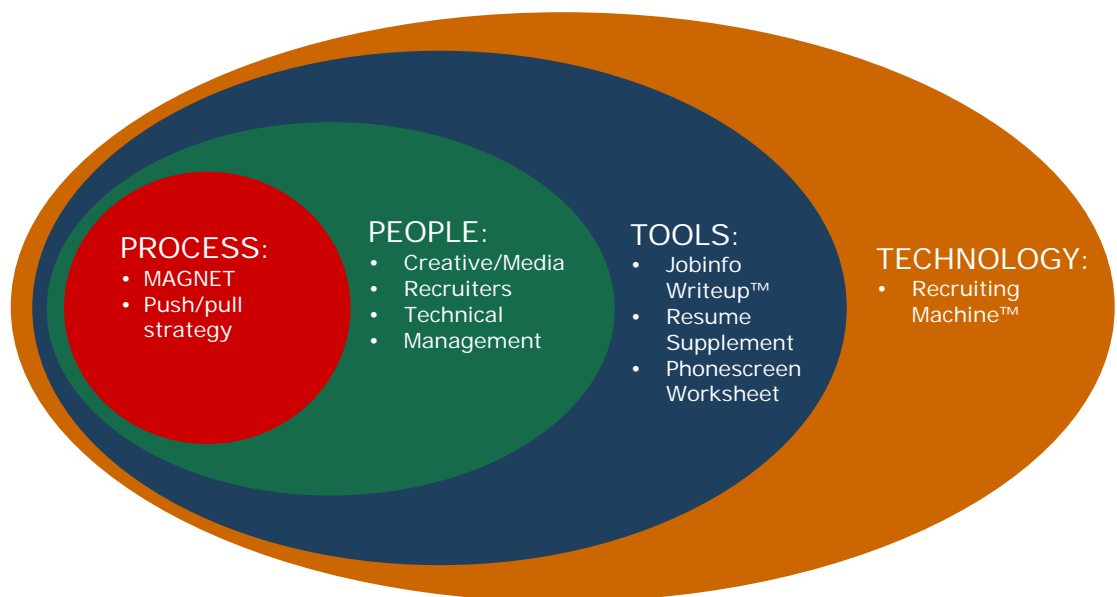 PROCESS:
• MAGNET
• Push/pull
strategy
PEOPLE:
• Creative/Media
• Recruiters
• Technical
• Management
TOOLS:
• Jobinfo
Writeup™
• Resume
Supplement
• Phonescreen
Worksheet
TECHNOLOGY:
• Recruiting
Machine™